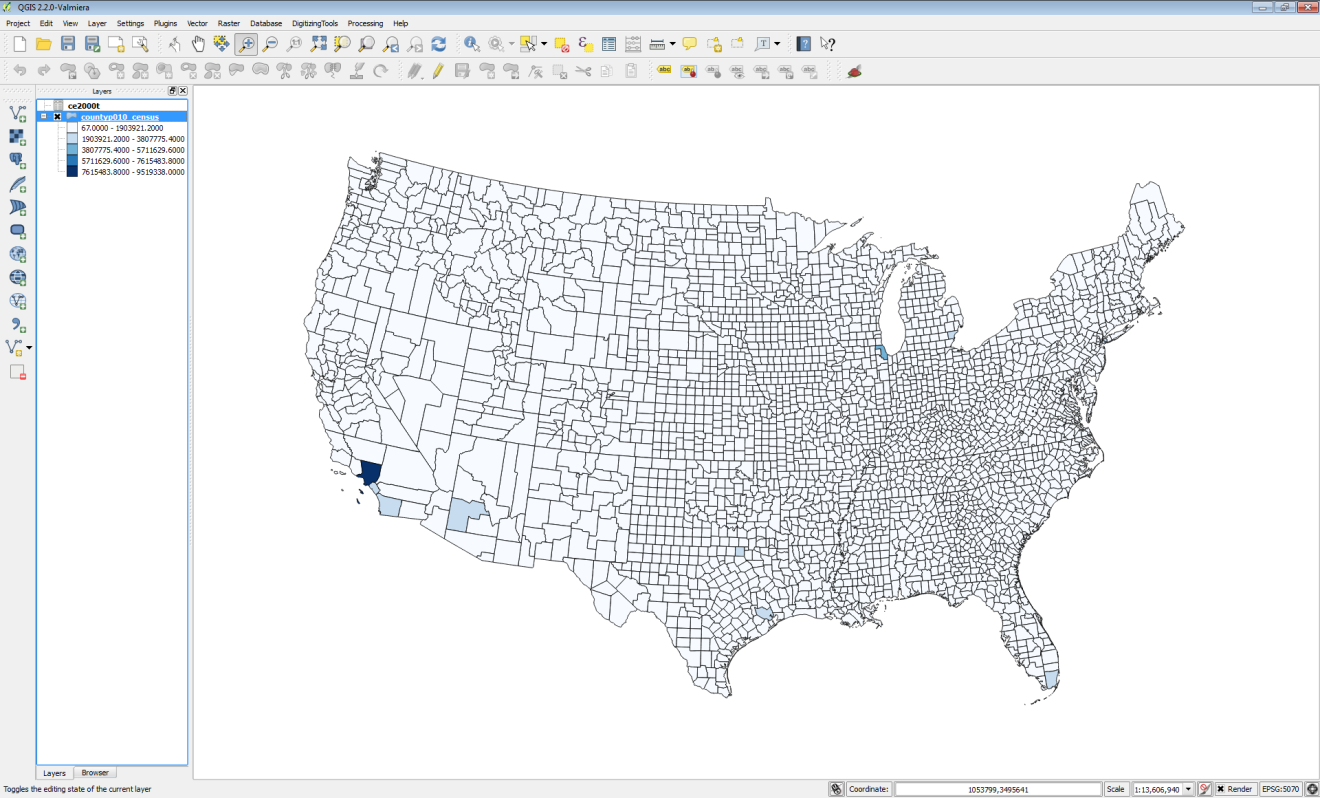 QGIS 2.2.0-Valmiera
Project Edit View Layer Settings Plugins Vector Raster Database DigitizingTools Processing Help
Layers
ce2000t
countyp010_census
67.0000 - 1903921.2000
1903921.2000 - 3807775.4000
3807775.4000 - 5711629.6000
5711629.6000 - 7615483.8000
7615483.8000 - 9519338.0000
Layers Browser
Toggles the editing state of the current layer Coordinate: 1053799,3495641 Scale 1:13,606,940 Render EPSG:5070